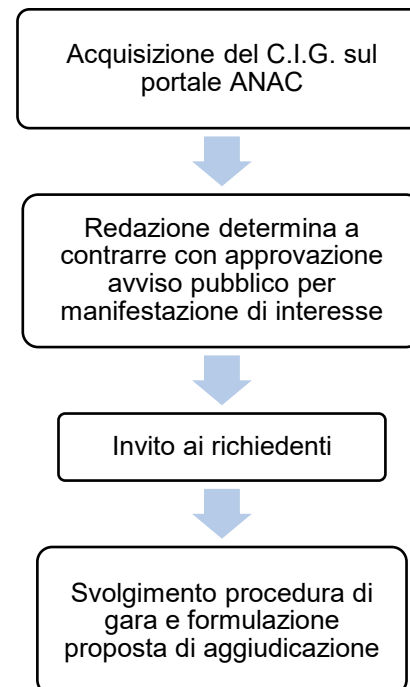 Acquisizione del C.I.G. sul
portale ANAC
Redazione determina a
contrarre con approvazione
avviso pubblico per
manifestazione di interesse
Invito ai richiedenti
Svolgimento procedura di
gara e formulazione
proposta di aggiudicazione